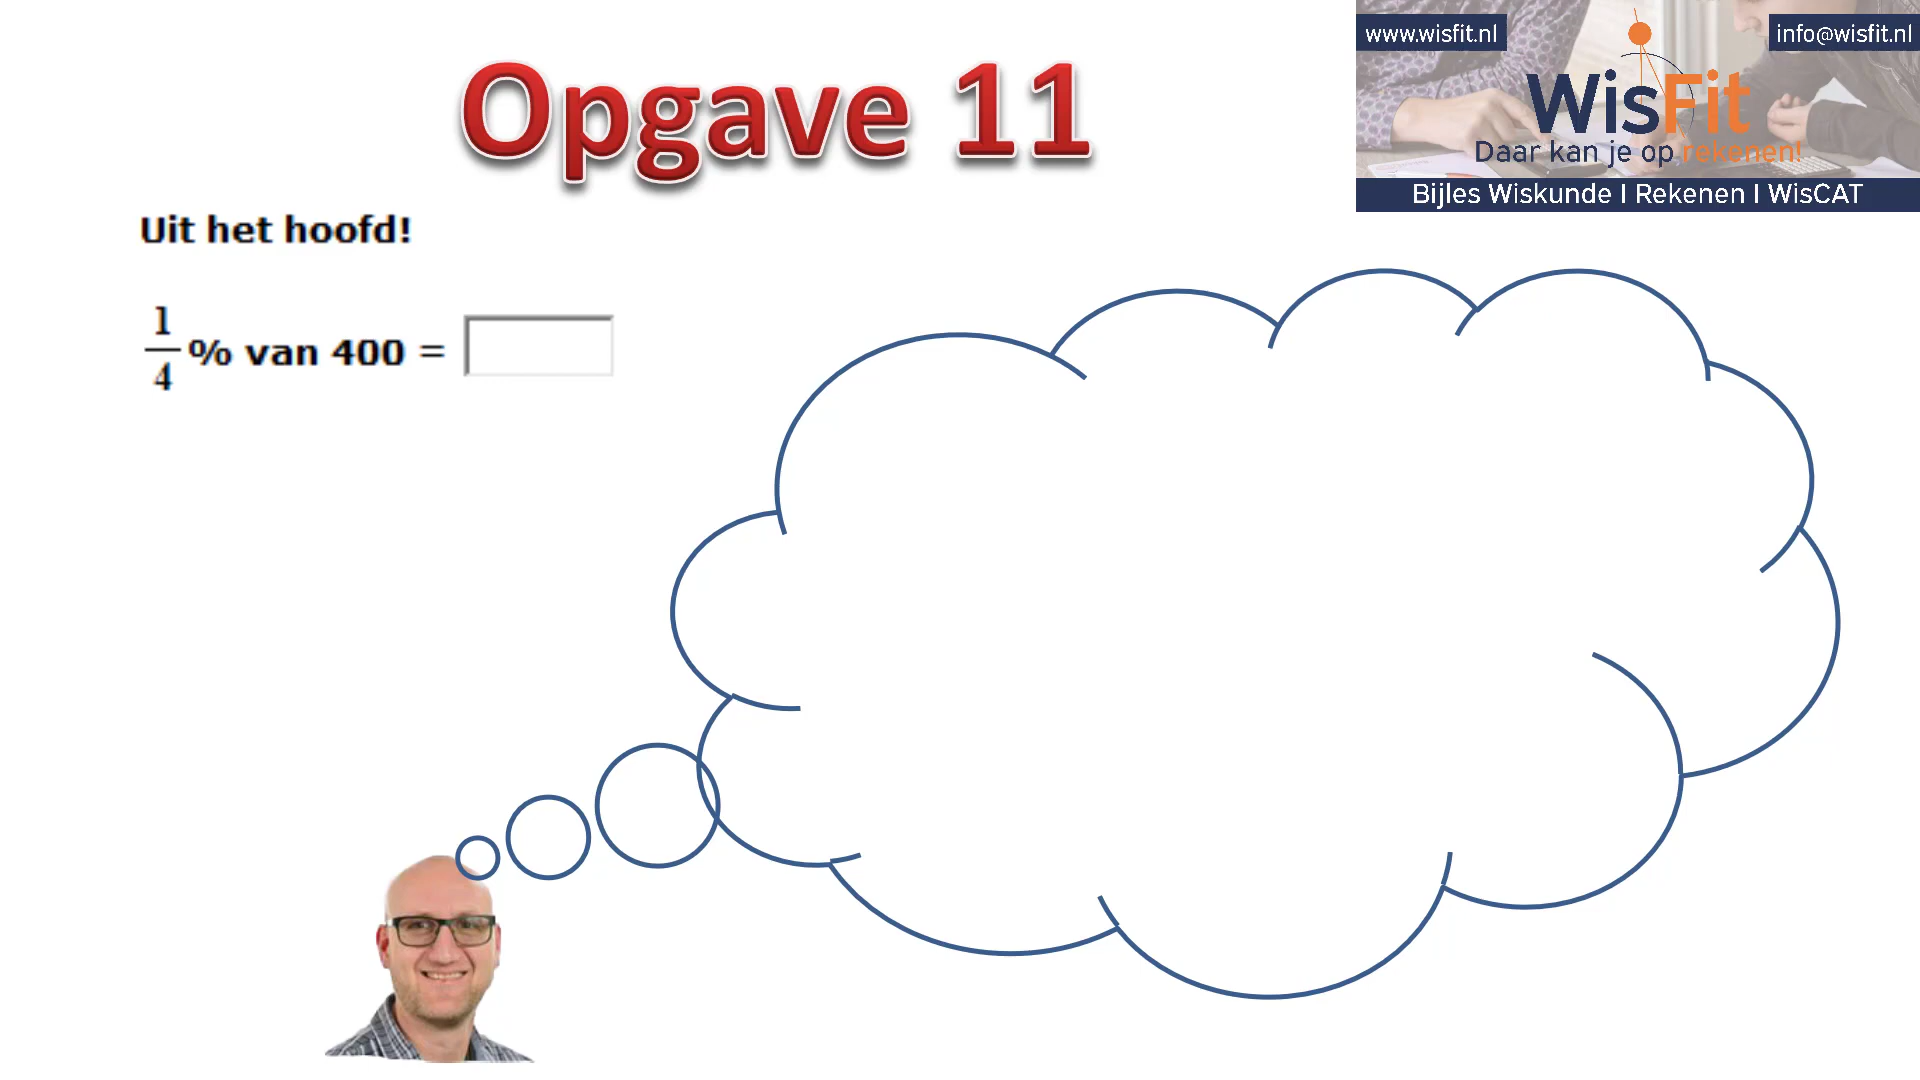 Opgave 11
www.wisfit.nl
info@wisfit.nl
WisFit
Daar kan je op rekenen!
Bijles Wiskunde I Rekenen I WisCAT
Uit het hoofd!
1/4 % van 400 =